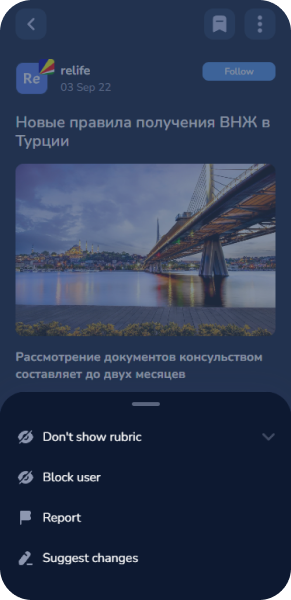 Re
relife
03 Sep 22
Follow
Новые правила получения ВНЖ в
Турции
Рассмотрение документов консульством
составляет до двух месяцев
Don't show rubric
Block user
Report
Suggest changes